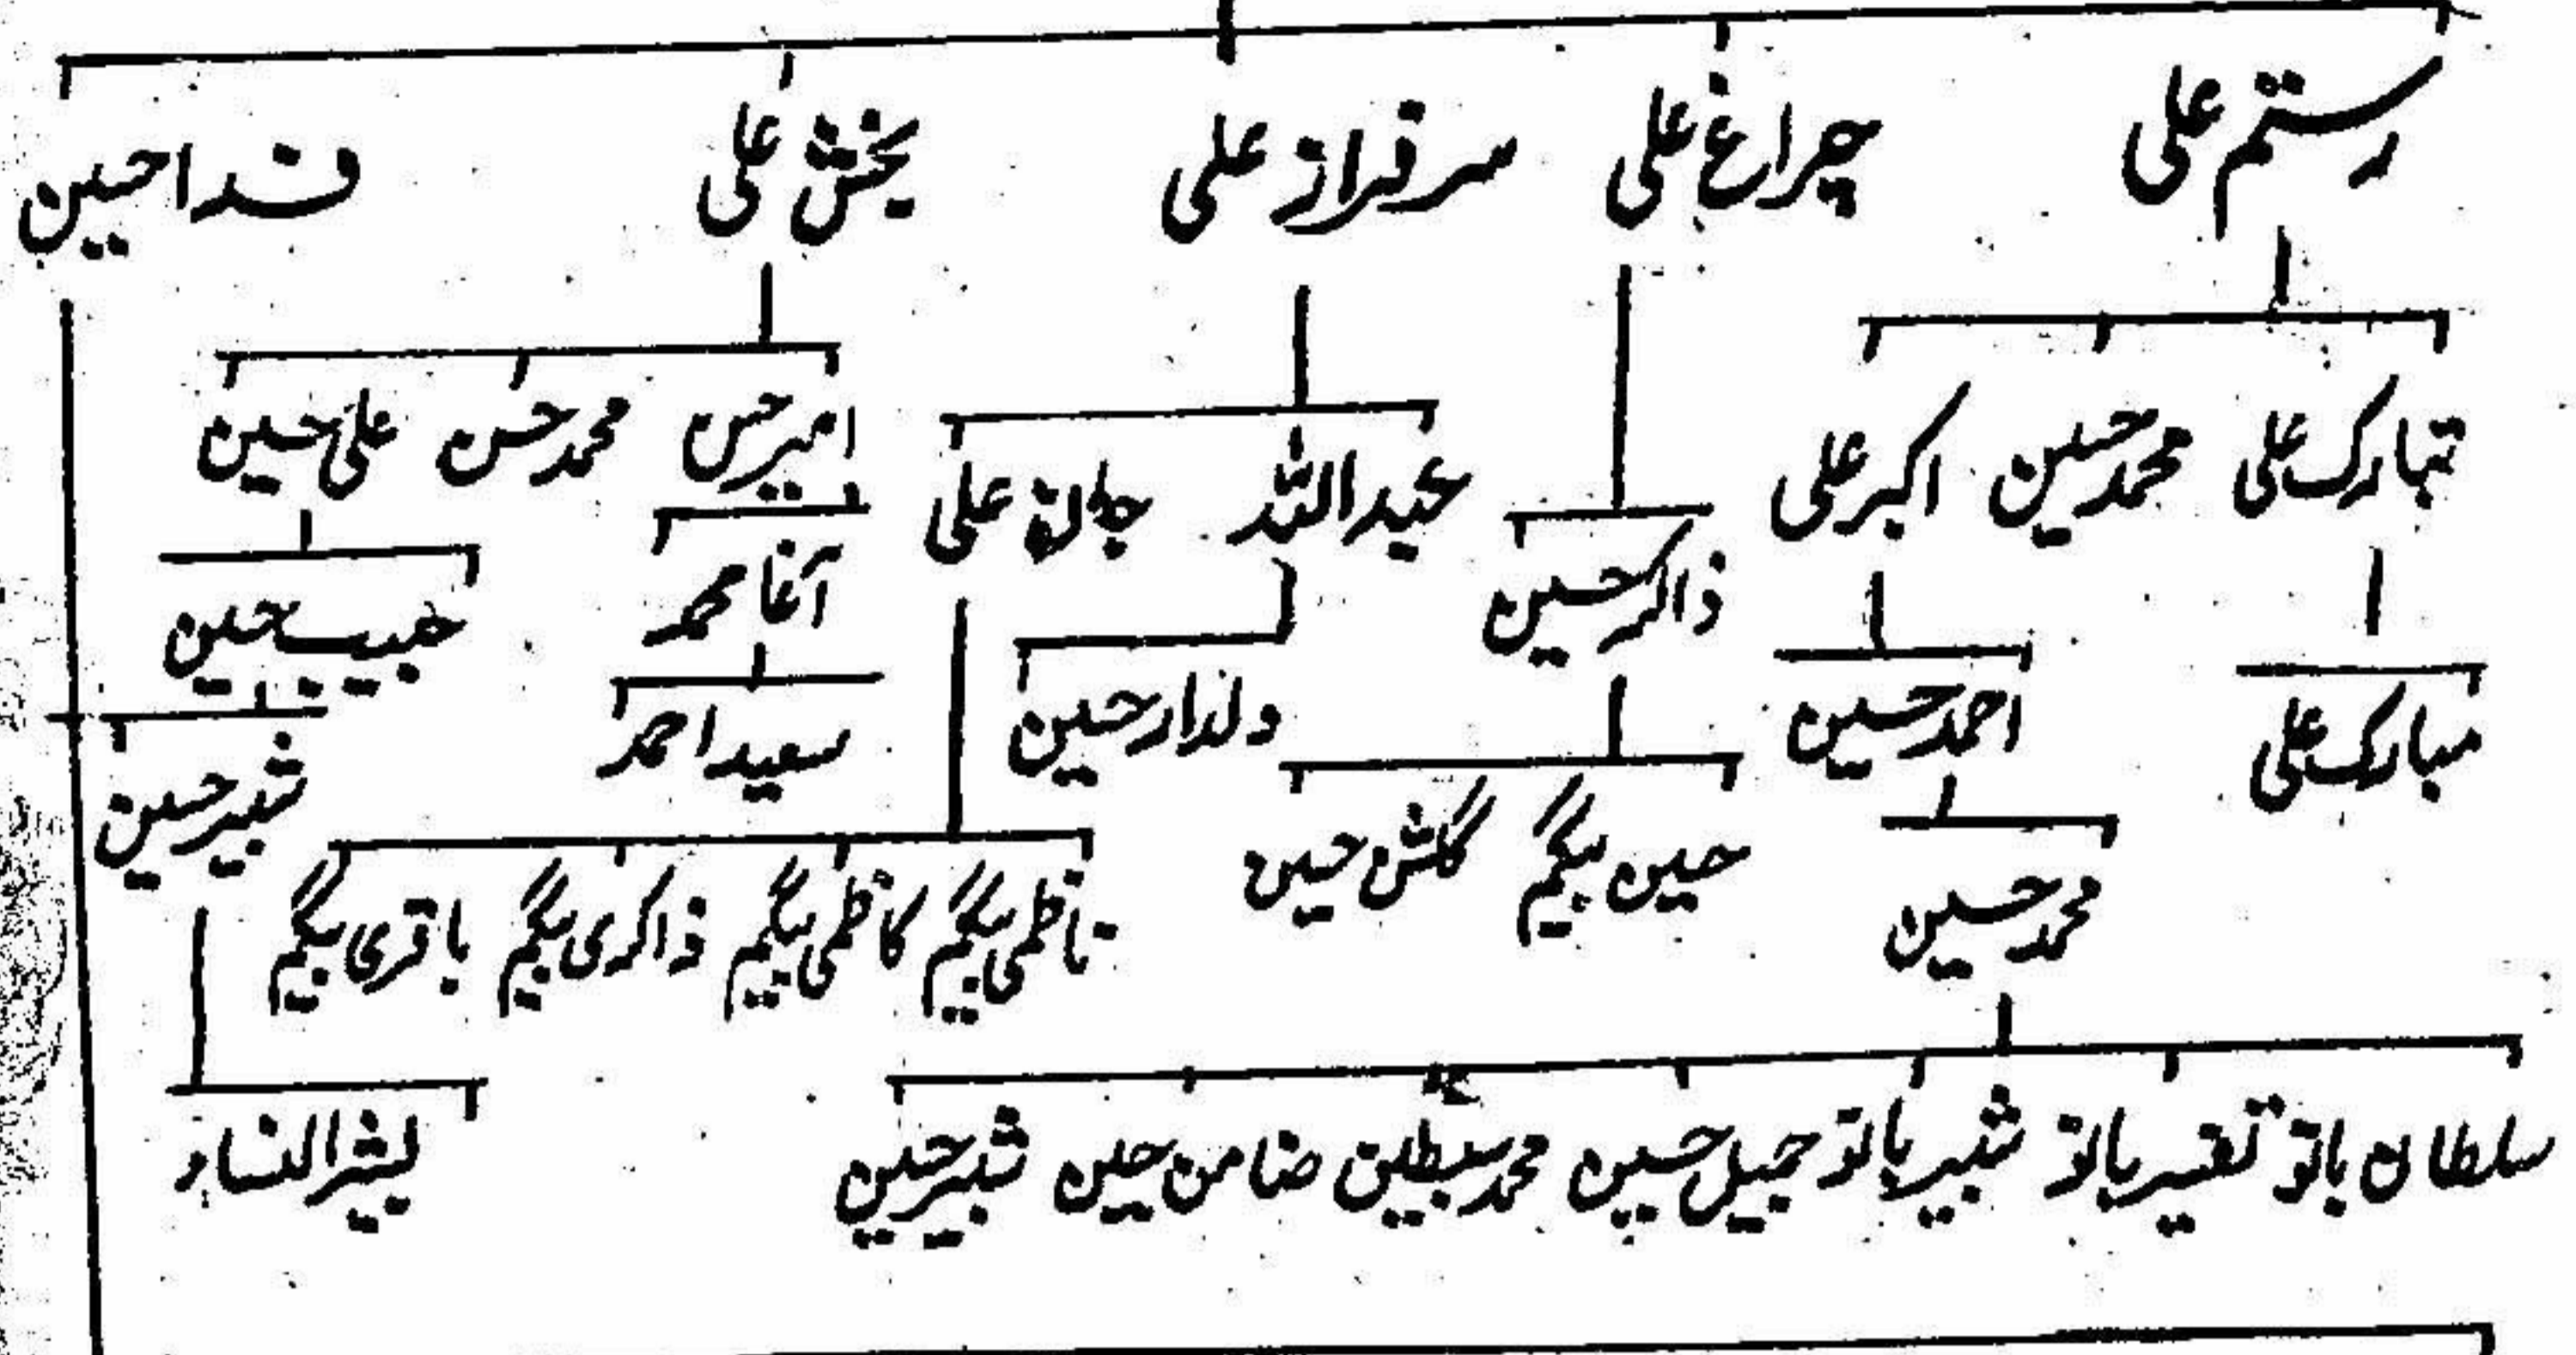 رستم علی چراغ علی سرفراز علی بخش علی فدا حسین
تبارک علی محمد حسین اکبر علی عبید اللہ جان علی امیر حسن محمد حسن علی حسین
ذاکر حسین آغا محمد حبیب حسین
مبارک علی احمد حسین دلدار حسین سعید احمد شبیر حسین
محمد حسین حسین بیگم گلشن حسین ناظمی بیگم کاظمی بیگم ذاکری بیگم باقری بیگم
سلطان بانو شبیر بانو جمیل حسین محمد سبطین ضامن حسین شبیر حسین